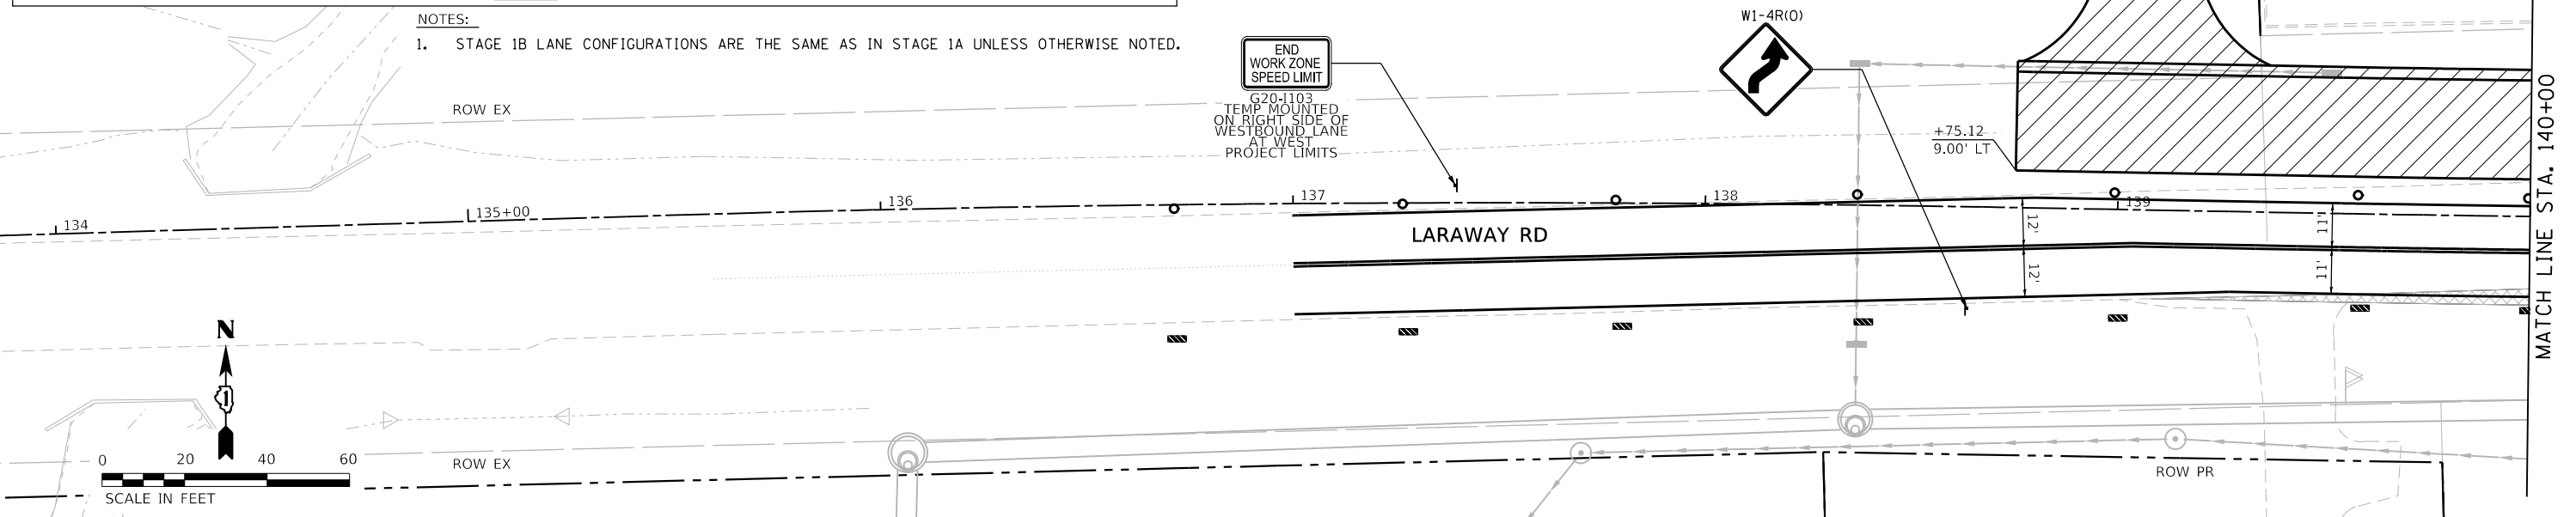 NOTES:
1. STAGE 1B LANE CONFIGURATIONS ARE THE SAME AS IN STAGE 1A UNLESS OTHERWISE NOTED.
END
WORK ZONE
SPEED LIMIT
G20-I103
TEMP MOUNTED
ON RIGHT SIDE OF
WESTBOUND LANE
AT WEST
PROJECT LIMITS
W1-4R(O)
ROW EX
+75.12
9.00' LT
134
135+00
136
137
138
139
LARAWAY RD
12'
12'
11'
11'
MATCH LINE STA. 140+00
N
1
0 20 40 60
SCALE IN FEET
ROW EX
ROW PR